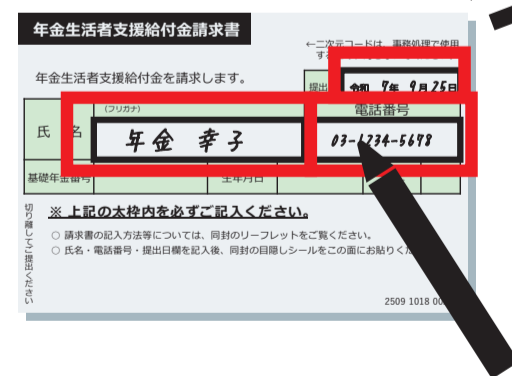 年金生活者支援給付金請求書
←二次元コードは、事務処理で使用
年金生活者支援給付金を請求します。
提出
令和 7年 9月25日
(フリガナ)
電話番号
氏 名
年金 幸子
03-1234-5678
基礎年金番号
生年月日
切り離してご提出ください
※ 上記の太枠内を必ずご記入ください。
○ 請求書の記入方法等については、同封のリーフレットをご覧ください。
○ 氏名・電話番号・提出日欄を記入後、同封の目隠しシールをこの面にお貼りく
2509 1018 00